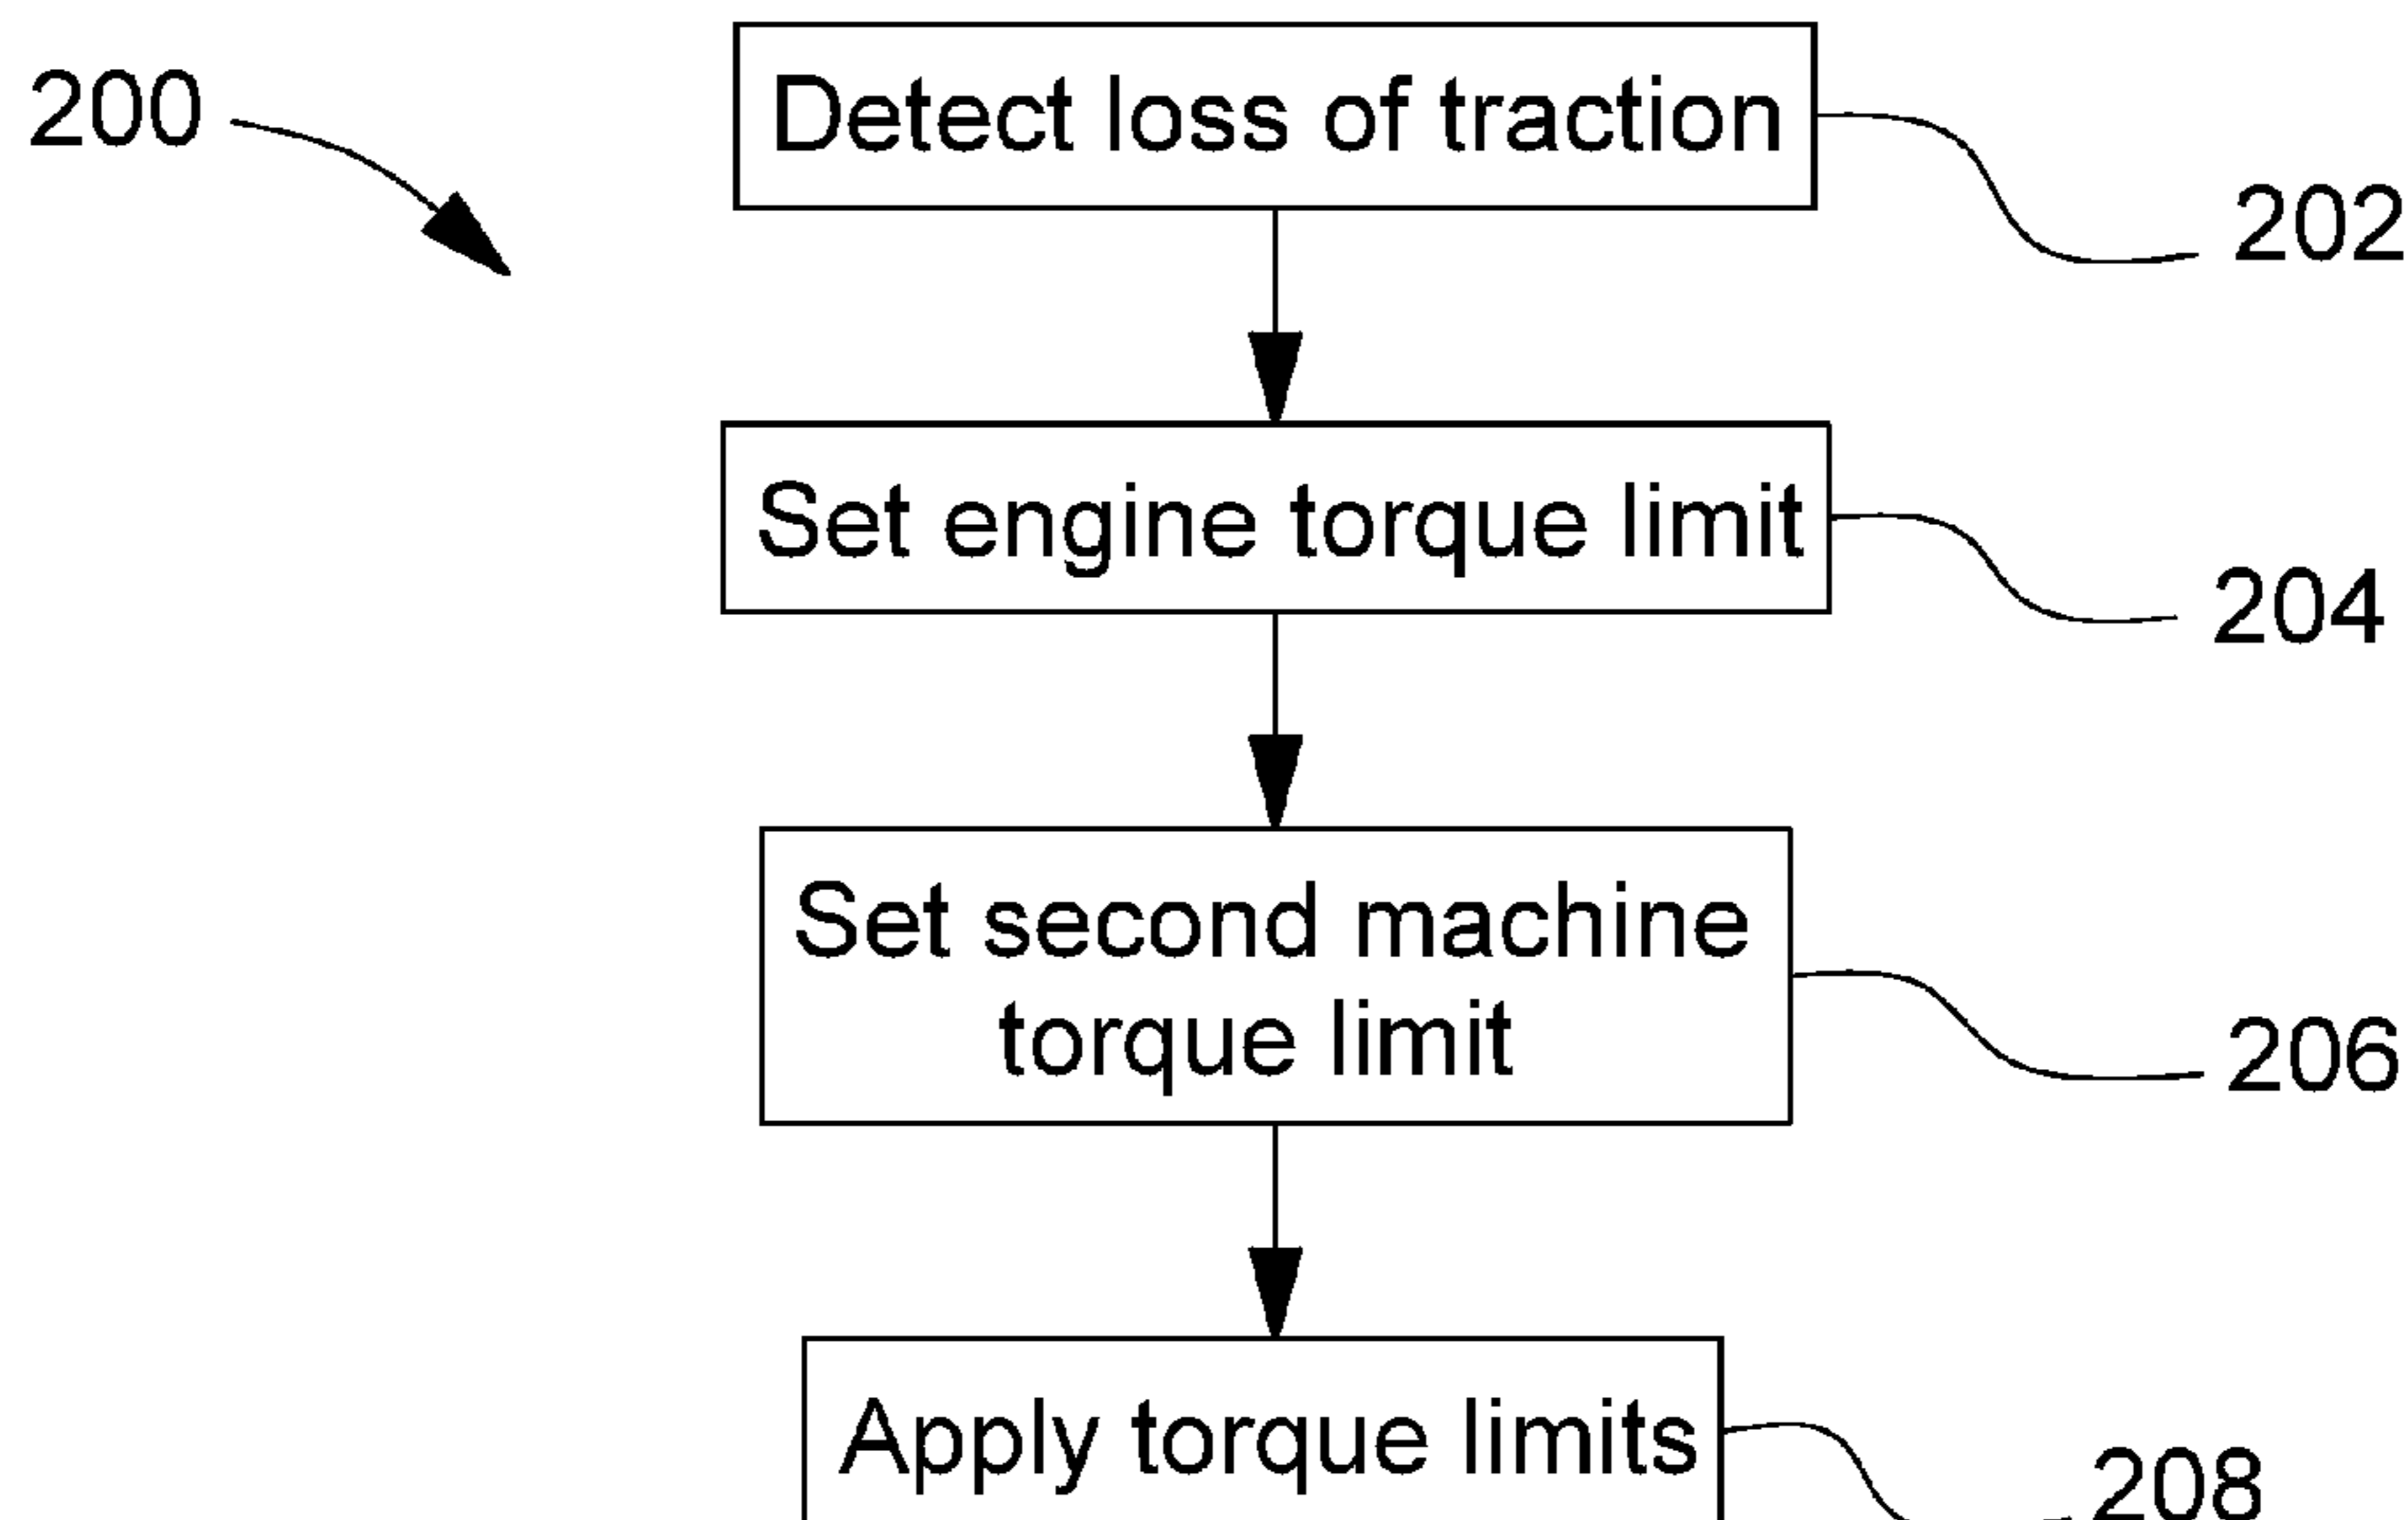 200
Detect loss of traction
202
Set engine torque limit
204
Set second machine
torque limit
206
Apply torque limits
208